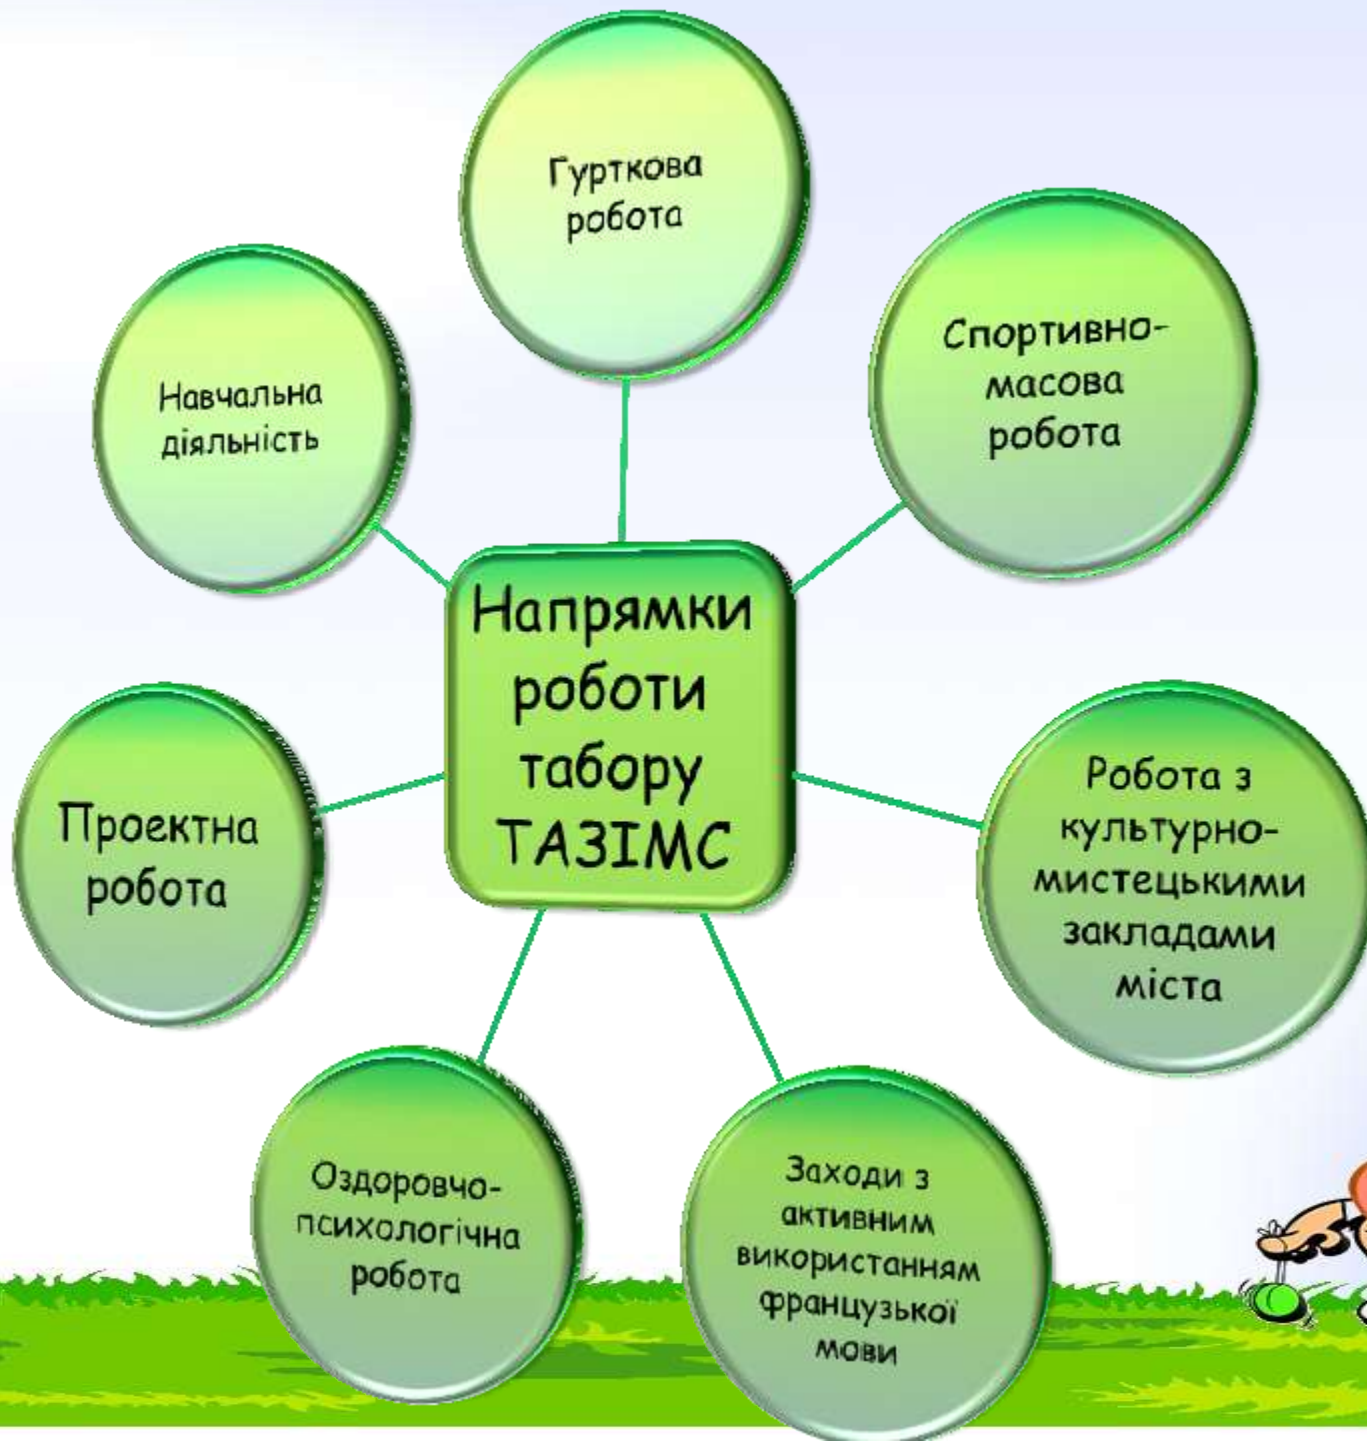 Гурткова
робота
Спортивно-
масова
робота
Навчальна
діяльність
Напрямки
роботи
табору
ТАЗІМС
Робота з
культурно-
мистецькими
закладами
міста
Проектна
робота
Оздоровчо-
психологічна
робота
Заходи з
активним
використанням
французької
мови